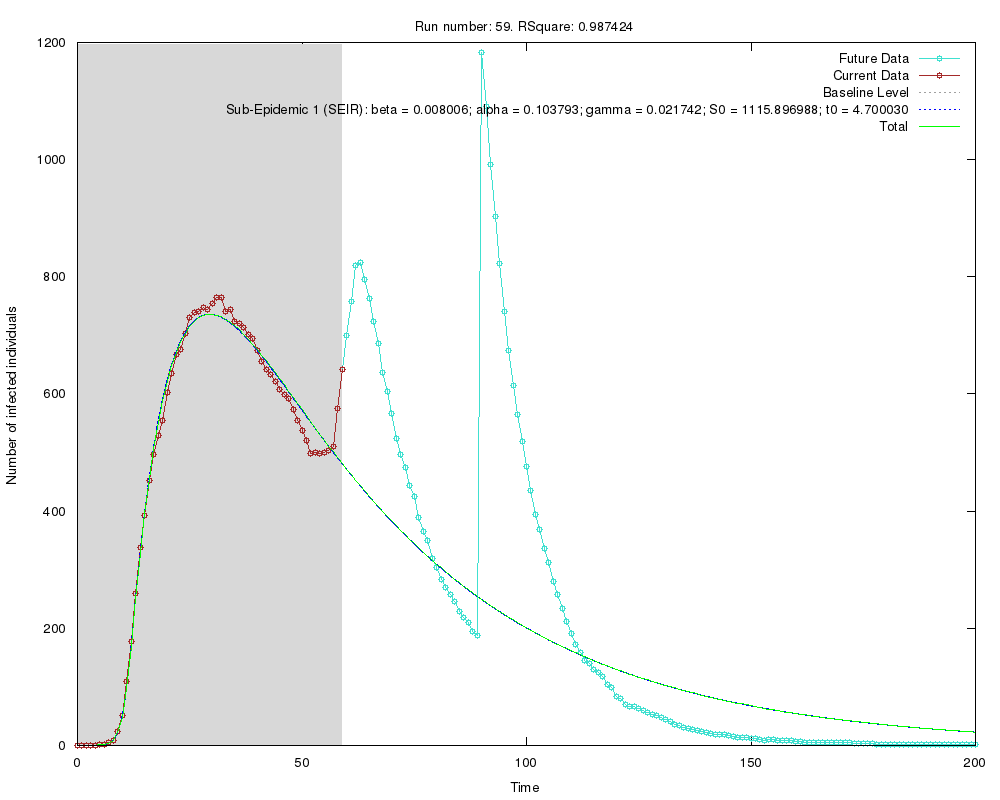 Run number: 59. RSquare: 0.987424
Future Data
Current Data
Baseline Level
Sub-Epidemic 1 (SEIR): beta = 0.008006; alpha = 0.103793; gamma = 0.021742; S0 = 1115.896988; t0 = 4.700030
Total
Number of infected individuals
1200
1000
800
600
400
200
0
0 50 100 150 200
Time